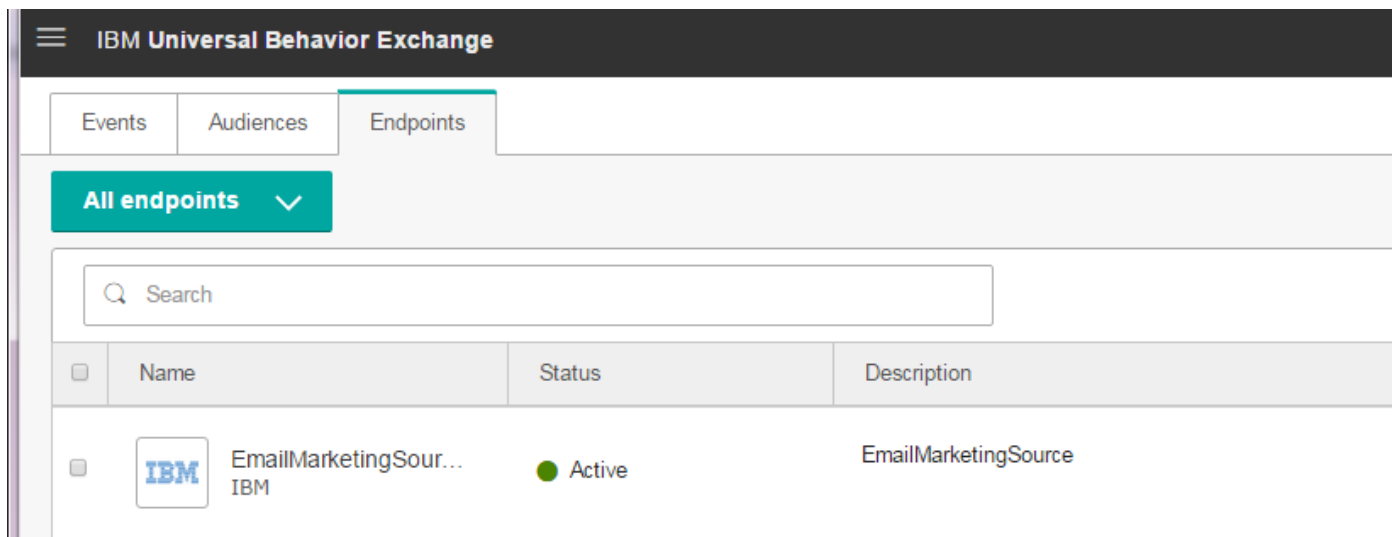 IBM Universal Behavior Exchange
Events Audiences Endpoints
All endpoints
Search
Name Status Description
IBM EmailMarketingSour... Active EmailMarketingSource
IBM